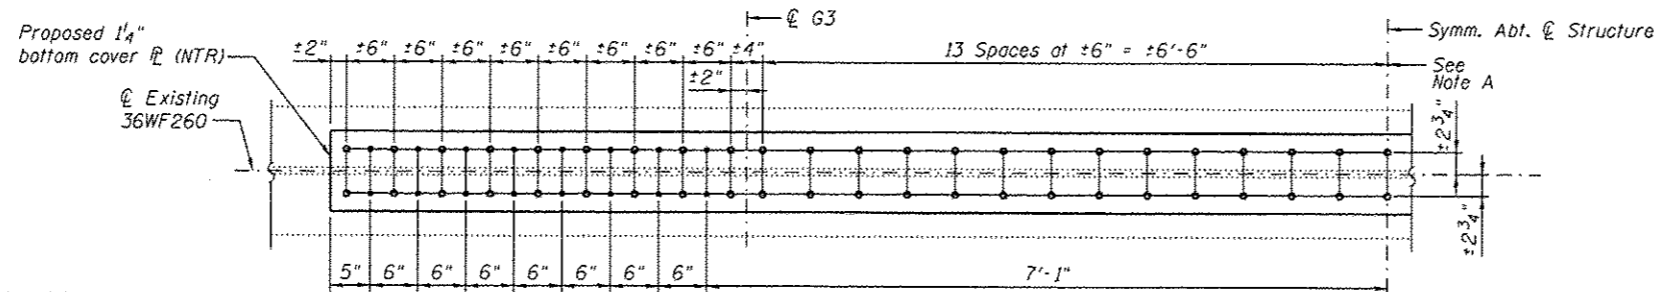 ℄ G3
Proposed 1¼"
bottom cover ℙ (NTR)
±2" ±6" ±6" ±6" ±6" ±6" ±6" ±6" ±6" ±4" 13 Spaces at ±6" = ±6'-6"
Symm. Abt. ℄ Structure
±2"
See
Note A
℄ Existing
36WF260
±2¾"
±2¾"
5" 6" 6" 6" 6" 6" 6" 6" 7'-1"